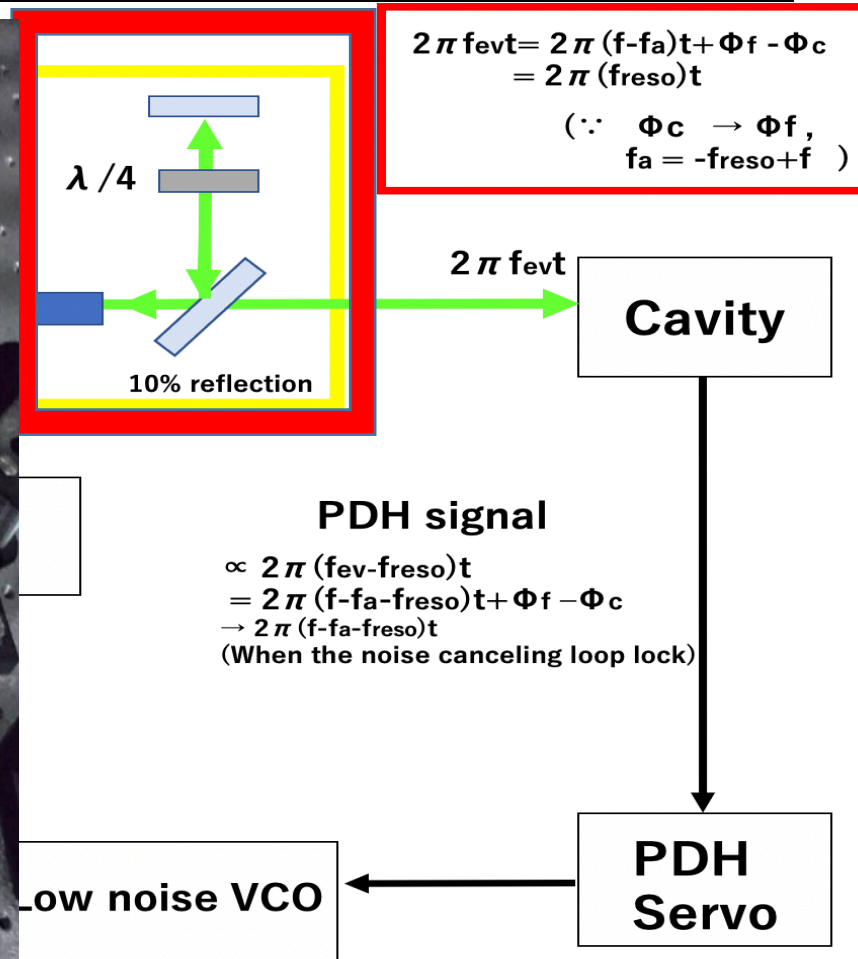 2π fevt= 2π (f-fa)t+Φf -Φc
= 2π (freso)t
(∵ Φc → Φf ,
fa = -freso+f )
λ /4
2π fevt
Cavity
10% reflection
PDH signal
∝ 2π (fev-freso)t
= 2π (f-fa-freso)t+Φf –Φc
→ 2π (f-fa-freso)t
(When the noise canceling loop lock)
PDH
Servo
Low noise VCO